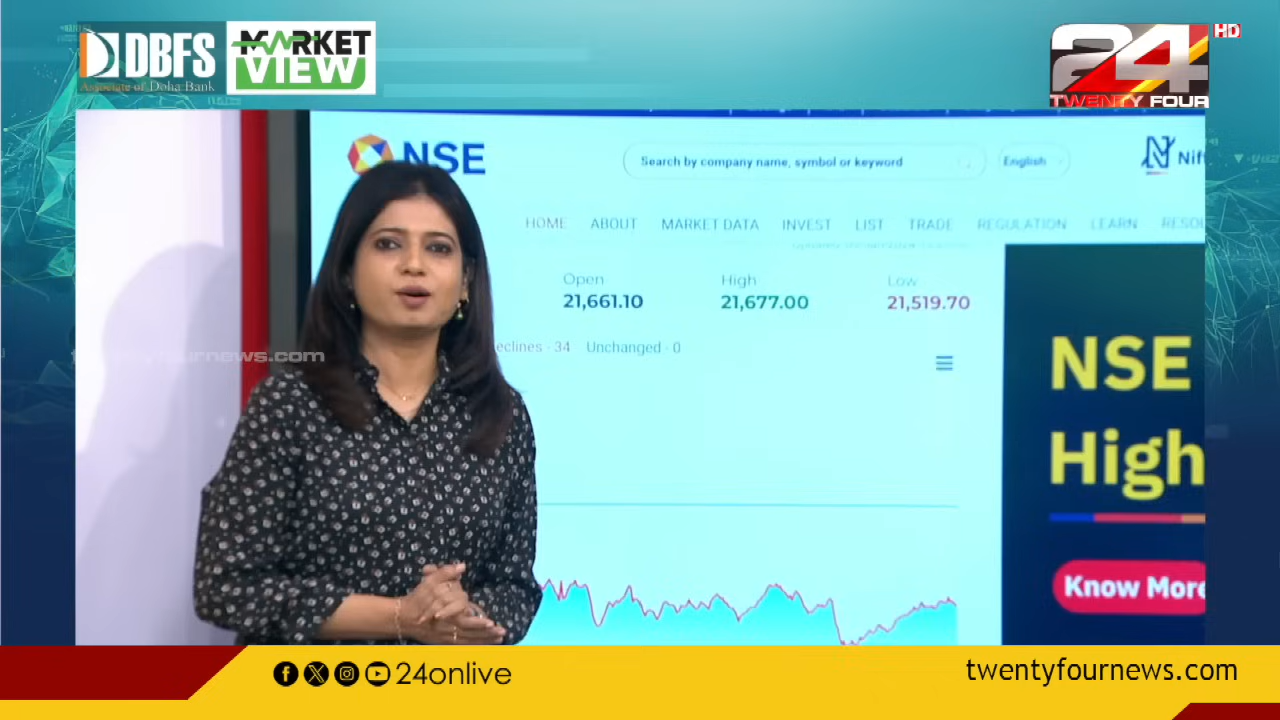 DBFS
Associate of Doha Bank
MARKET
VIEW
24
HD
TWENTY FOUR
NSE
Search by company name, symbol or keyword
English
HOME ABOUT MARKET DATA INVEST LIST TRADE REGULATION LEARN
Open High Low
21,661.10 21,677.00 21,519.70
eclines - 34 Unchanged - 0
NSE
High
Know More
24onlive
twentyfournews.com